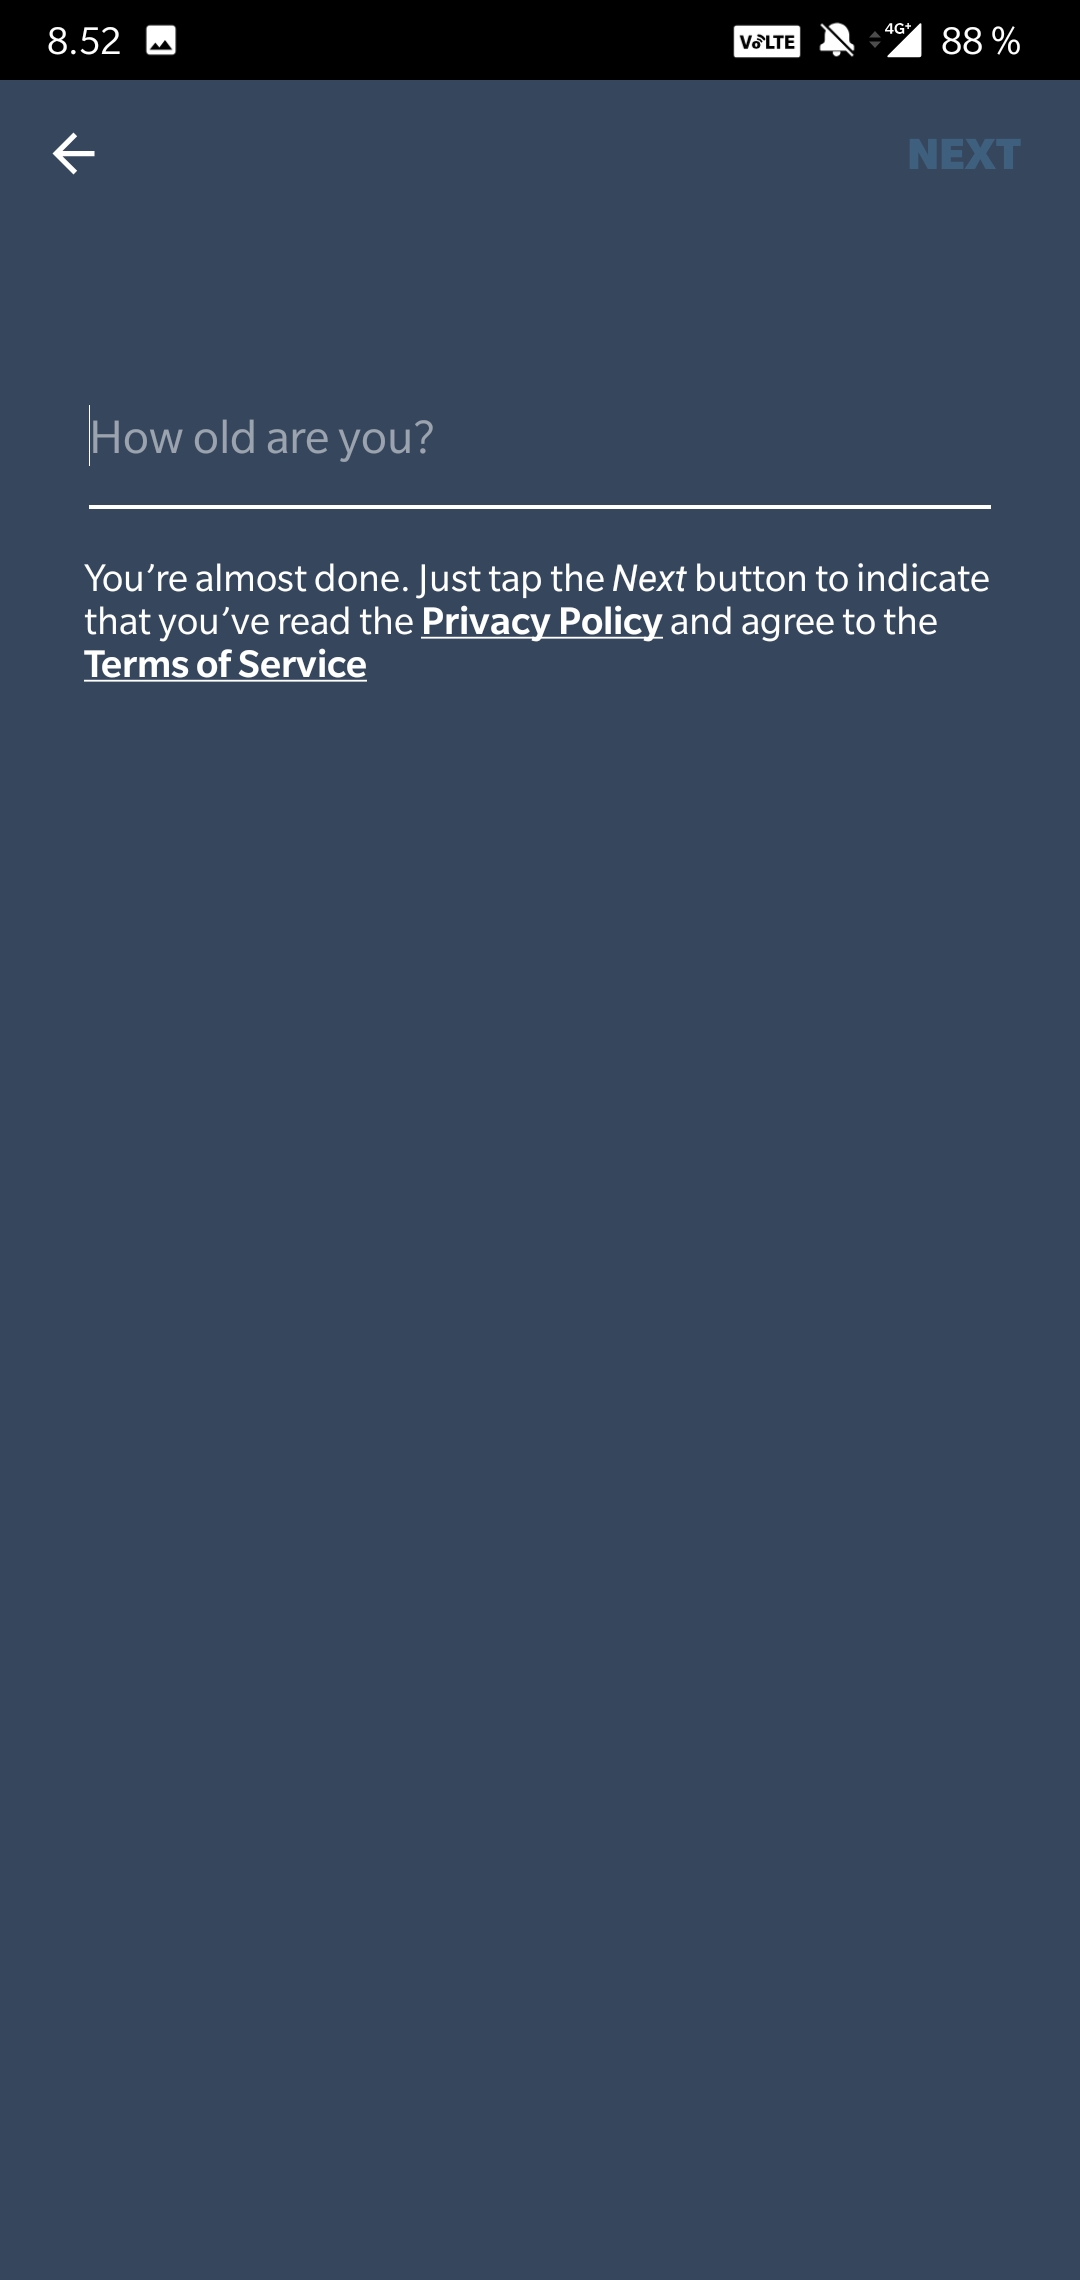 8.52 VoLTE 4G+ 88 %
NEXT
How old are you?
You’re almost done. Just tap the Next button to indicate
that you’ve read the Privacy Policy and agree to the
Terms of Service